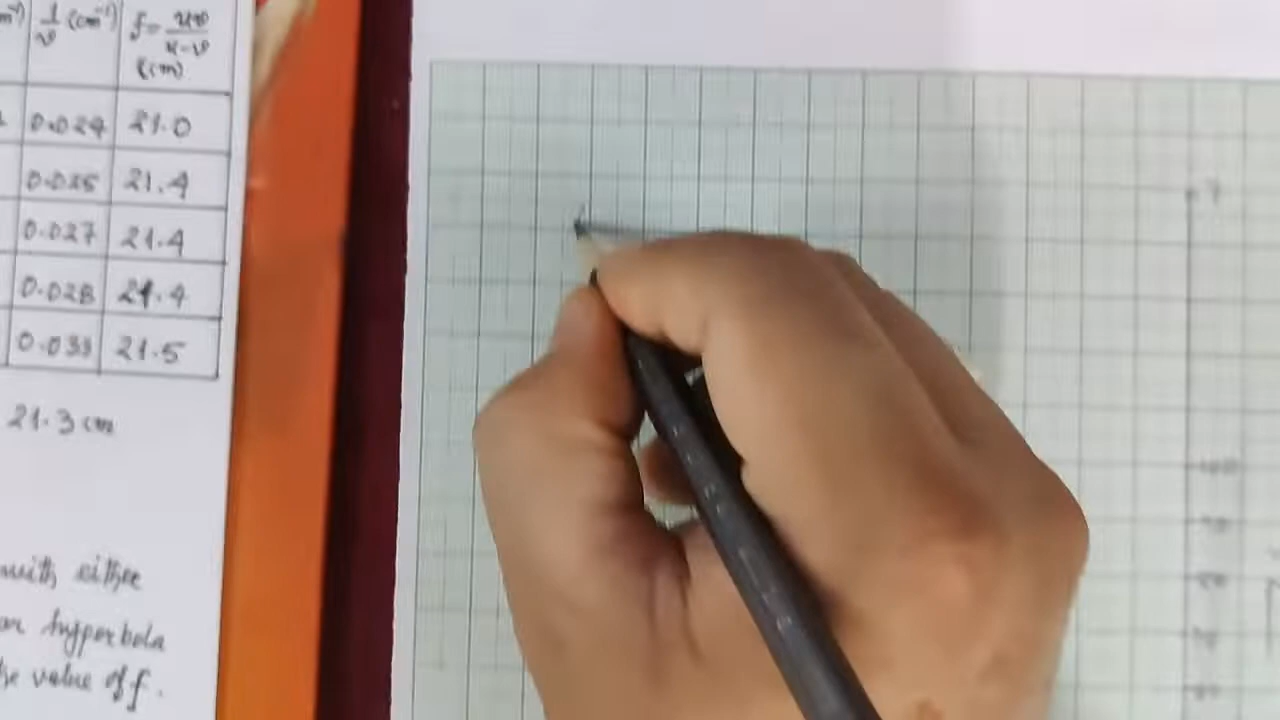 1/v (cm⁻¹) f = uv/u-v (cm)
0.024 21.0
0.025 21.4
0.027 21.4
0.028 21.4
0.033 21.5
21.3 cm
with either
or hyperbola
value of f.